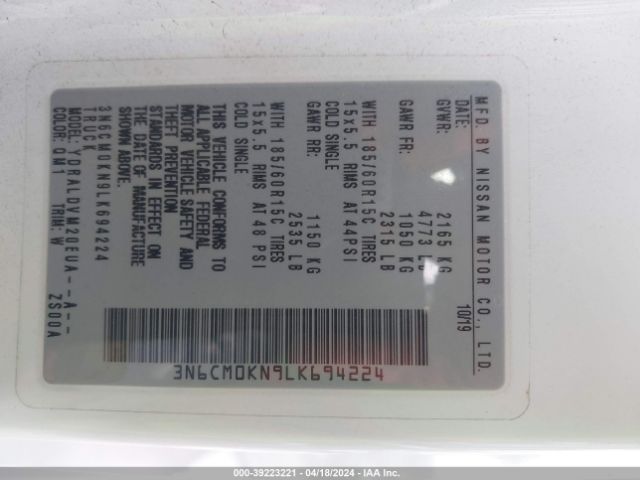 MFD. BY NISSAN MOTOR CO., LTD.
DATE: 10/19
GVWR: 2165 KG
4773 LB
GAWR FR: 1050 KG
2315 LB
WITH 185/60R15C TIRES
15x5.5 RIMS AT 44PSI
COLD SINGLE
GAWR RR: 1150 KG
2535 LB
WITH 185/60R15C TIRES
15x5.5 RIMS AT 48 PSI
COLD SINGLE
THIS VEHICLE CONFORMS TO
ALL APPLICABLE FEDERAL
MOTOR VEHICLE SAFETY AND
THEFT PREVENTION
STANDARDS IN EFFECT ON
THE DATE OF MANUFACTURE
SHOWN ABOVE.
3N6CM0KN9LK694224
TRUCK
MODEL: FDRALDVM20EUA--A--
COLOR: QM1 TRIM: W ZS00A
3N6CM0KN9LK694224
000-39223221 - 04/18/2024 - IAAI.COM